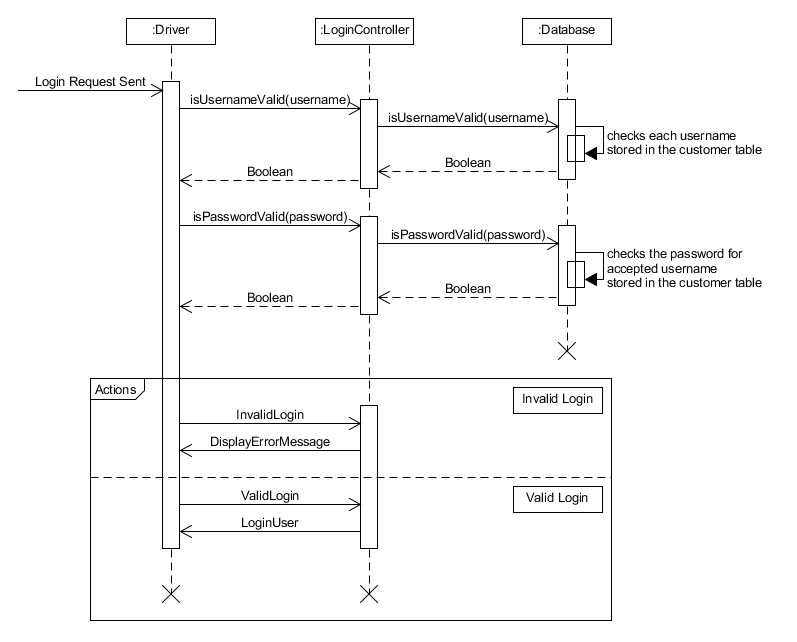 :Driver
:LoginController
:Database
Login Request Sent
isUsernameValid(username)
isUsernameValid(username)
checks each username
stored in the customer table
Boolean
Boolean
isPasswordValid(password)
isPasswordValid(password)
checks the password for
accepted username
stored in the customer table
Boolean
Boolean
Actions
Invalid Login
InvalidLogin
DisplayErrorMessage
Valid Login
ValidLogin
LoginUser